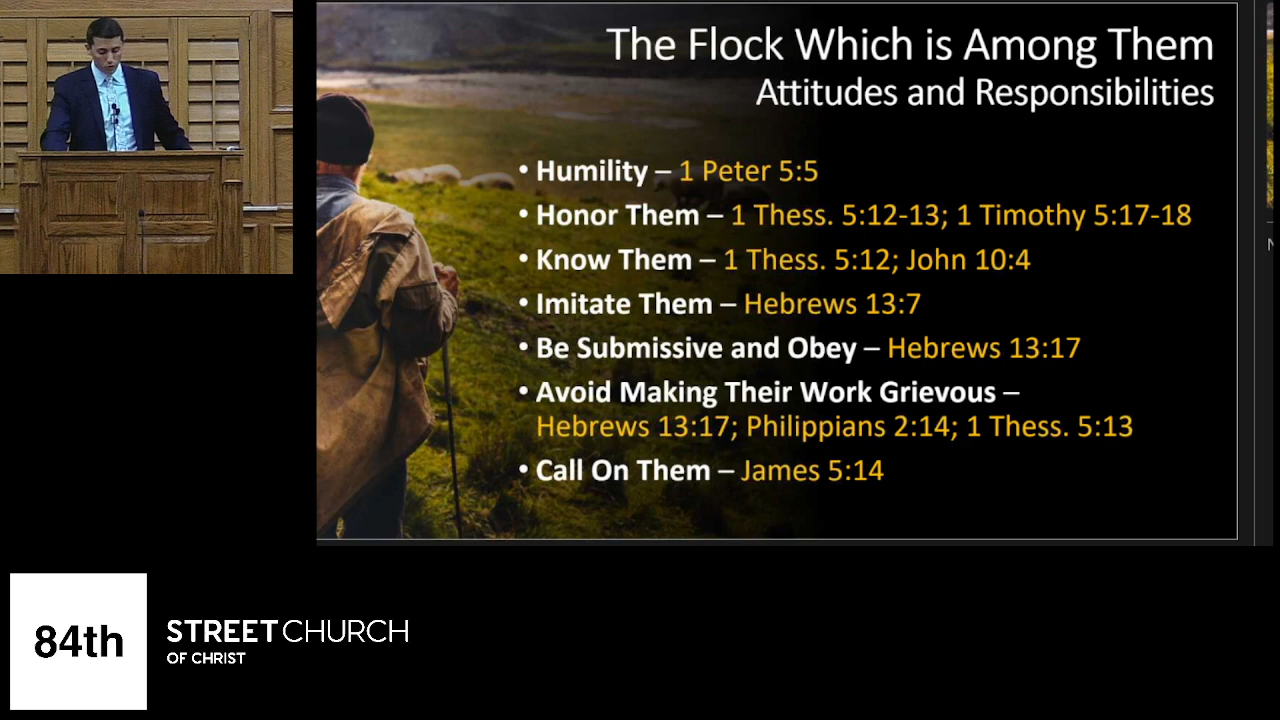 The Flock Which is Among Them
Attitudes and Responsibilities
• Humility – 1 Peter 5:5
• Honor Them – 1 Thess. 5:12-13; 1 Timothy 5:17-18
• Know Them – 1 Thess. 5:12; John 10:4
• Imitate Them – Hebrews 13:7
• Be Submissive and Obey – Hebrews 13:17
• Avoid Making Their Work Grievous –
Hebrews 13:17; Philippians 2:14; 1 Thess. 5:13
• Call On Them – James 5:14
84th
STREET CHURCH
OF CHRIST